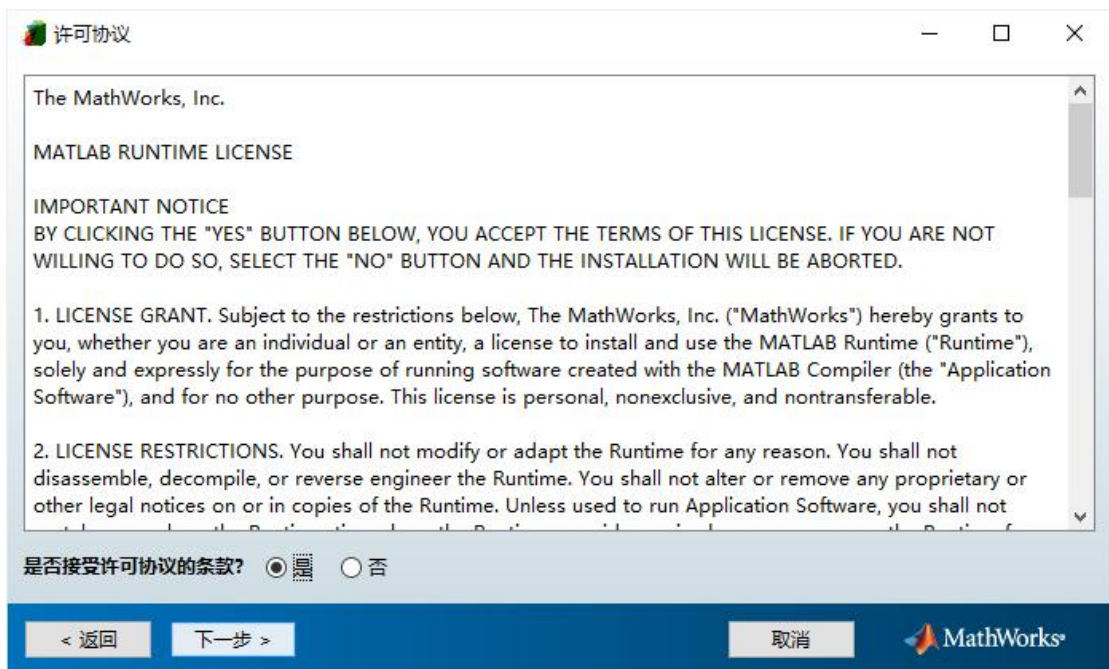 许可协议
The MathWorks, Inc.
MATLAB RUNTIME LICENSE
IMPORTANT NOTICE
BY CLICKING THE "YES" BUTTON BELOW, YOU ACCEPT THE TERMS OF THIS LICENSE. IF YOU ARE NOT
WILLING TO DO SO, SELECT THE "NO" BUTTON AND THE INSTALLATION WILL BE ABORTED.
1. LICENSE GRANT. Subject to the restrictions below, The MathWorks, Inc. ("MathWorks") hereby grants to
you, whether you are an individual or an entity, a license to install and use the MATLAB Runtime ("Runtime"),
solely and expressly for the purpose of running software created with the MATLAB Compiler (the "Application
Software"), and for no other purpose. This license is personal, nonexclusive, and nontransferable.
2. LICENSE RESTRICTIONS. You shall not modify or adapt the Runtime for any reason. You shall not
disassemble, decompile, or reverse engineer the Runtime. You shall not alter or remove any proprietary or
other legal notices on or in copies of the Runtime. Unless used to run Application Software, you shall not
是否接受许可协议的条款? 是 否
< 返回 下一步 > 取消 MathWorks